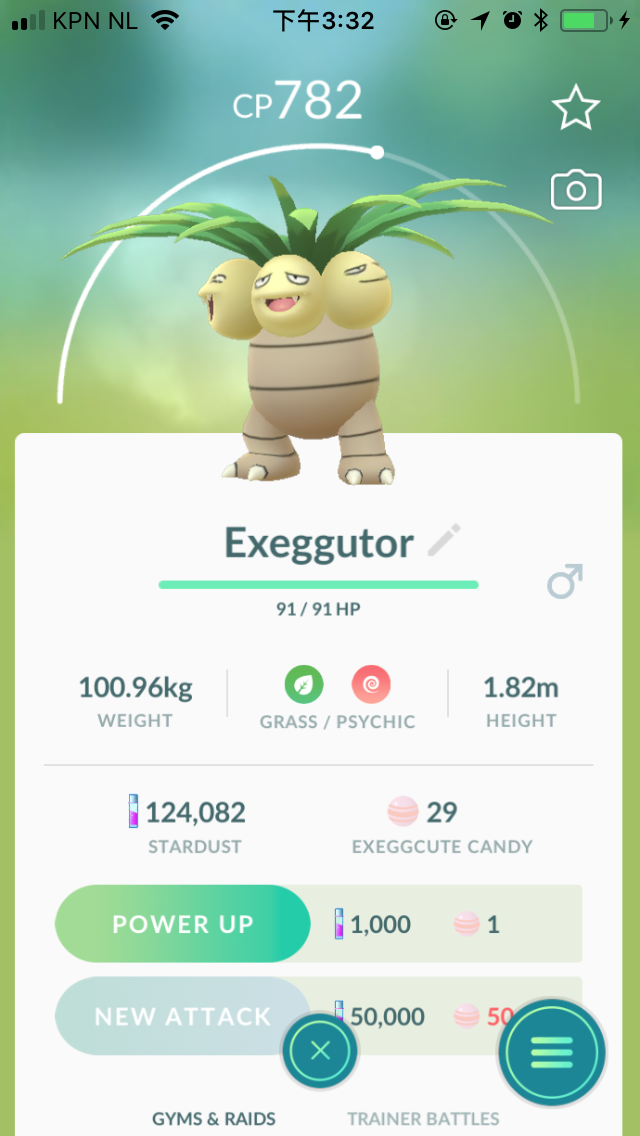 KPN NL 下午3:32
CP782
Exeggutor
91 / 91 HP
100.96kg 1.82m
WEIGHT GRASS / PSYCHIC HEIGHT
124,082 29
STARDUST EXEGGCUTE CANDY
POWER UP 1,000 1
NEW ATTACK 50,000 50
GYMS & RAIDS TRAINER BATTLES